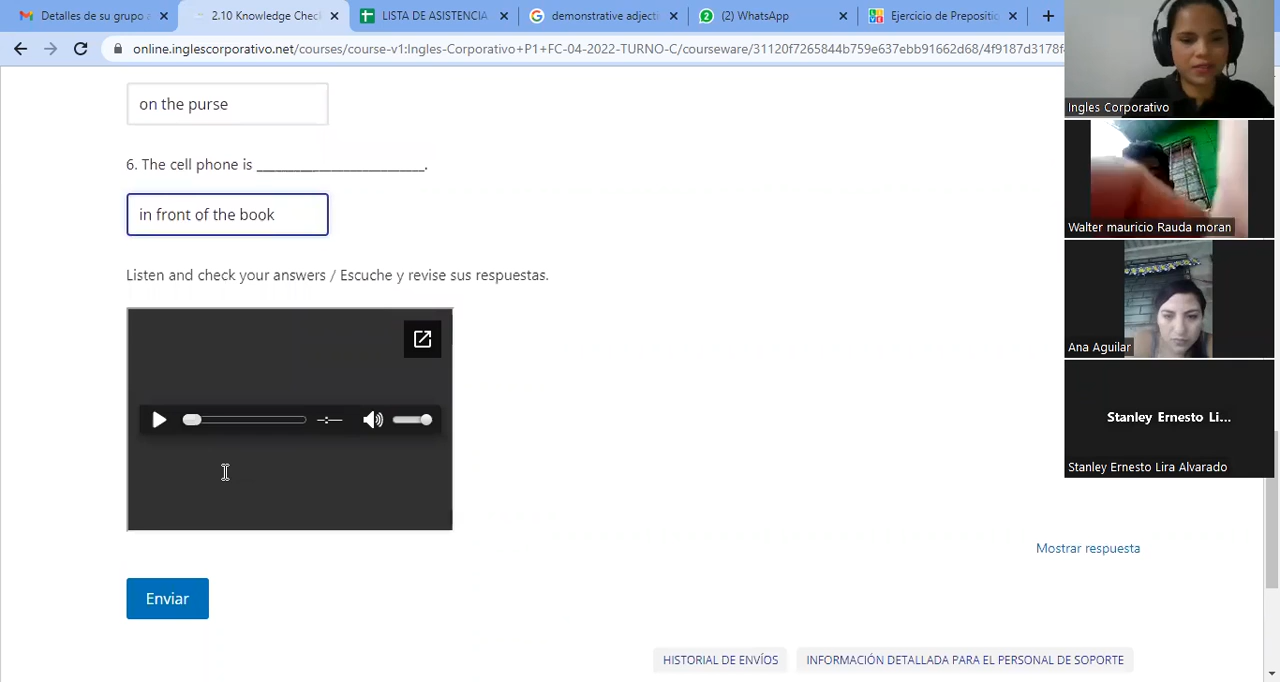 Detalles de su grupo a
2.10 Knowledge Chec
LISTA DE ASISTENCIA
demonstrative adject
(2) WhatsApp
Ejercicio de Prepositio
online.inglescorporativo.net/courses/course-v1:Ingles-Corporativo+P1+FC-04-2022-TURNO-C/courseware/31120f7265844b759e637ebb91662d68/4f9187d3178f4
on the purse
6. The cell phone is ____________________.
in front of the book
Listen and check your answers / Escuche y revise sus respuestas.
Mostrar respuesta
Enviar
HISTORIAL DE ENVÍOS
INFORMACIÓN DETALLADA PARA EL PERSONAL DE SOPORTE
Ingles Corporativo
Walter mauricio Rauda moran
Ana Aguilar
Stanley Ernesto Li...
Stanley Ernesto Lira Alvarado